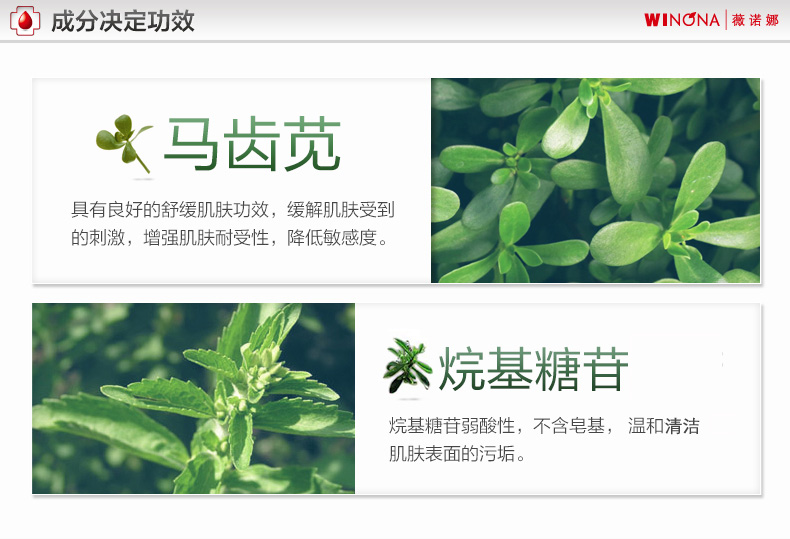 成分决定功效
WINONA 薇诺娜
马齿苋
具有良好的舒缓肌肤功效，缓解肌肤受到
的刺激，增强肌肤耐受性，降低敏感度。
烷基糖苷
烷基糖苷弱酸性，不含皂基， 温和清洁
肌肤表面的污垢。